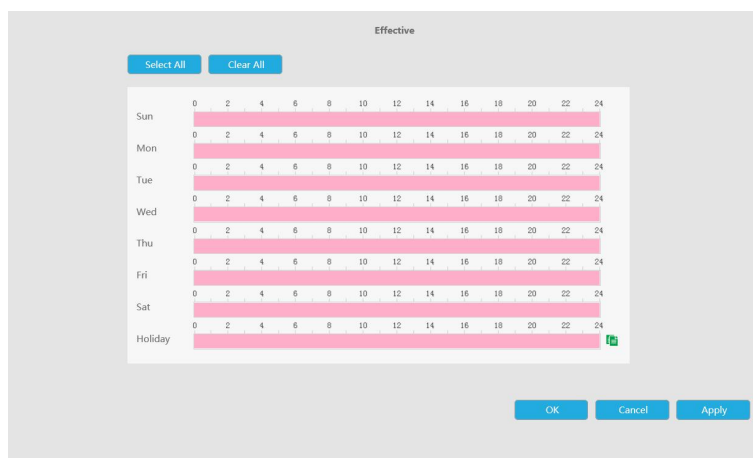 Effective
Select All Clear All
0 2 4 6 8 10 12 14 16 18 20 22 24
Sun
0 2 4 6 8 10 12 14 16 18 20 22 24
Mon
0 2 4 6 8 10 12 14 16 18 20 22 24
Tue
0 2 4 6 8 10 12 14 16 18 20 22 24
Wed
0 2 4 6 8 10 12 14 16 18 20 22 24
Thu
0 2 4 6 8 10 12 14 16 18 20 22 24
Fri
0 2 4 6 8 10 12 14 16 18 20 22 24
Sat
0 2 4 6 8 10 12 14 16 18 20 22 24
Holiday
OK Cancel Apply